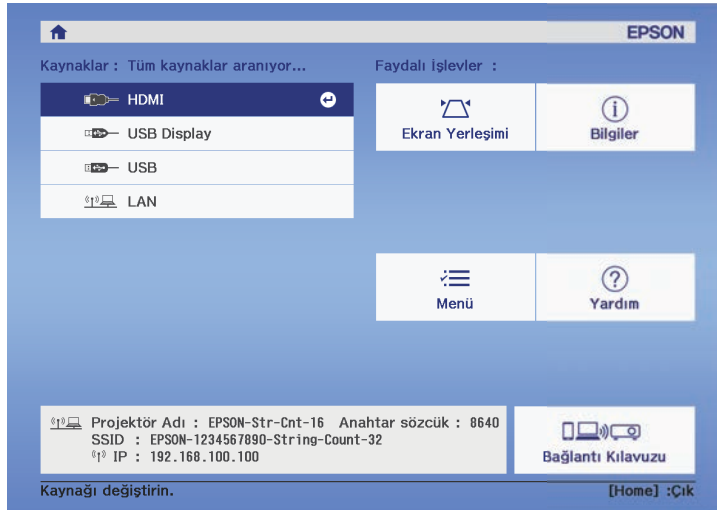 EPSON
Kaynaklar : Tüm kaynaklar aranıyor...
Faydalı İşlevler :
HDMI
USB Display
USB
LAN
Ekran Yerleşimi
Bilgiler
Menü
Yardım
Projektör Adı : EPSON-Str-Cnt-16 Anahtar sözcük : 8640
SSID : EPSON-1234567890-String-Count-32
IP : 192.168.100.100
Bağlantı Kılavuzu
Kaynağı değiştirin.
[Home] :Çık